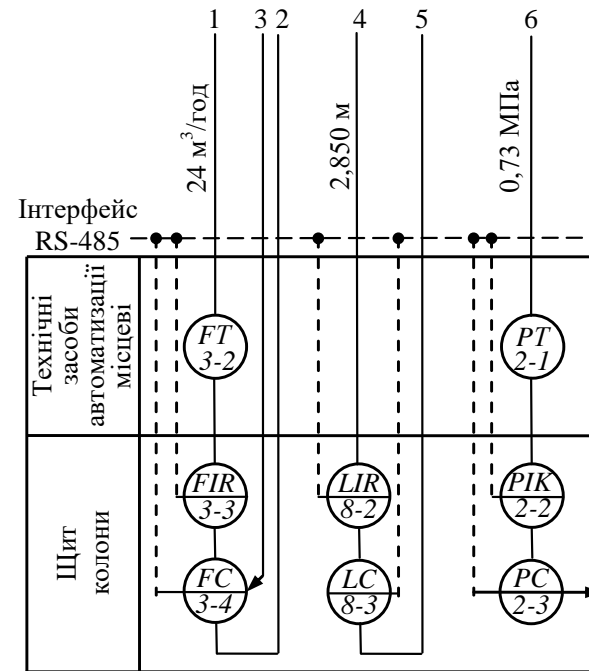 1 3 2 4 5 6
24 м³/год
2,850 м
0,73 МПа
Інтерфейс
RS-485
Технічні
засоби
автоматизації
місцеві
FT
3-2
PT
2-1
Щит
колони
FIR
3-3
LIR
8-2
PIK
2-2
FC
3-4
LC
8-3
PC
2-3